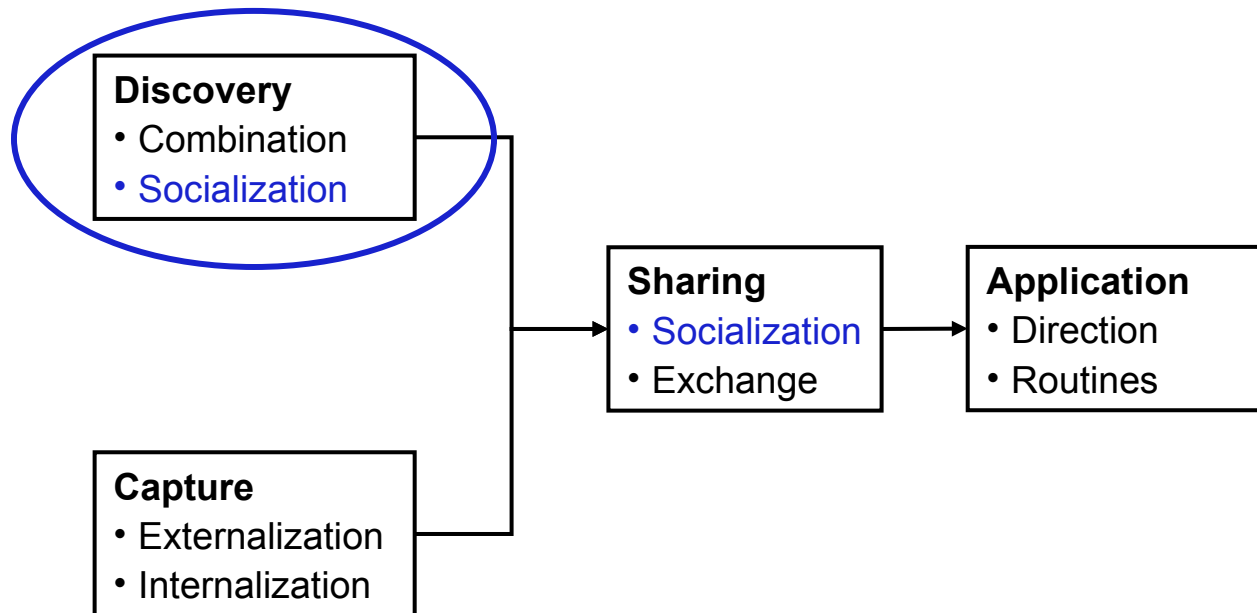 Discovery
• Combination
• Socialization
Sharing
• Socialization
• Exchange
Application
• Direction
• Routines
Capture
• Externalization
• Internalization